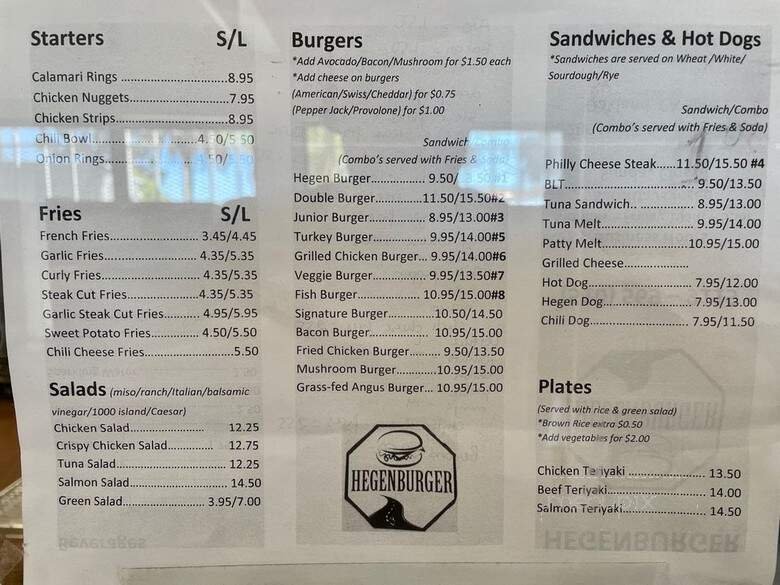 Starters S/L
Calamari Rings ...........................8.95
Chicken Nuggets..........................7.95
Chicken Strips............................8.95
Chili Bowl
Onion Rings
Fries S/L
French Fries...................... 3.45/4.45
Garlic Fries....................... 4.35/5.35
Curly Fries........................ 4.35/5.35
Steak Cut Fries..................4.35/5.35
Garlic Steak Cut Fries....... 4.95/5.95
Sweet Potato Fries........... 4.50/5.50
Chili Cheese Fries.....................5.50
Salads (miso/ranch/Italian/balsamic
vinegar/1000 island/Caesar)
Chicken Salad................... 12.25
Crispy Chicken Salad........... 12.75
Tuna Salad........................ 12.25
Salmon Salad.................... 14.50
Green Salad................... 3.95/7.00
Burgers
*Add Avocado/Bacon/Mushroom for $1.50 each
*Add cheese on burgers
(American/Swiss/Cheddar) for $0.75
(Pepper Jack/Provolone) for $1.00
Sandwich/Combo
(Combo's served with Fries & Soda)
Hegen Burger................ 9.50/
Double Burger...............11.50/15.50#2
Junior Burger................ 8.95/13.00#3
Turkey Burger............... 9.95/14.00#5
Grilled Chicken Burger... 9.95/14.00#6
Veggie Burger............... 9.95/13.50#7
Fish Burger................... 10.95/15.00#8
Signature Burger............ 10.50/14.50
Bacon Burger................. 10.95/15.00
Fried Chicken Burger........ 9.50/13.50
Mushroom Burger...........10.95/15.00
Grass-fed Angus Burger... 10.95/15.00
HEGENBURGER
Sandwiches & Hot Dogs
*Sandwiches are served on Wheat /White/
Sourdough/Rye
Sandwich/Combo
(Combo's served with Fries & Soda)
Philly Cheese Steak......11.50/15.50 #4
BLT................................ 9.50/13.50
Tuna Sandwich.. 8.95/13.00
Tuna Melt....................... 9.95/14.00
Patty Melt.....................10.95/15.00
Grilled Cheese...................
Hot Dog........................ 7.95/12.00
Hegen Dog.................... 7.95/13.00
Chili Dog....................... 7.95/11.50
Plates
(Served with rice & green salad)
*Brown Rice extra $0.50
*Add vegetables for $2.00
Chicken Teriyaki .................. 13.50
Beef Teriyaki........................ 14.00
Salmon Teriyaki.................... 14.50